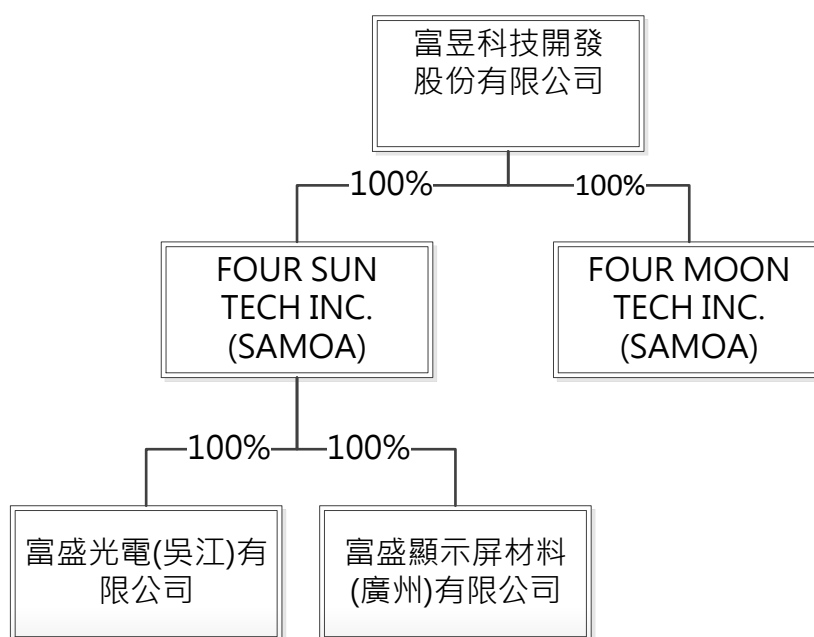 富昱科技開發
股份有限公司
100%
100%
FOUR SUN
TECH INC.
(SAMOA)
FOUR MOON
TECH INC.
(SAMOA)
100%
100%
富盛光電(吳江)有
限公司
富盛顯示屏材料
(廣州)有限公司